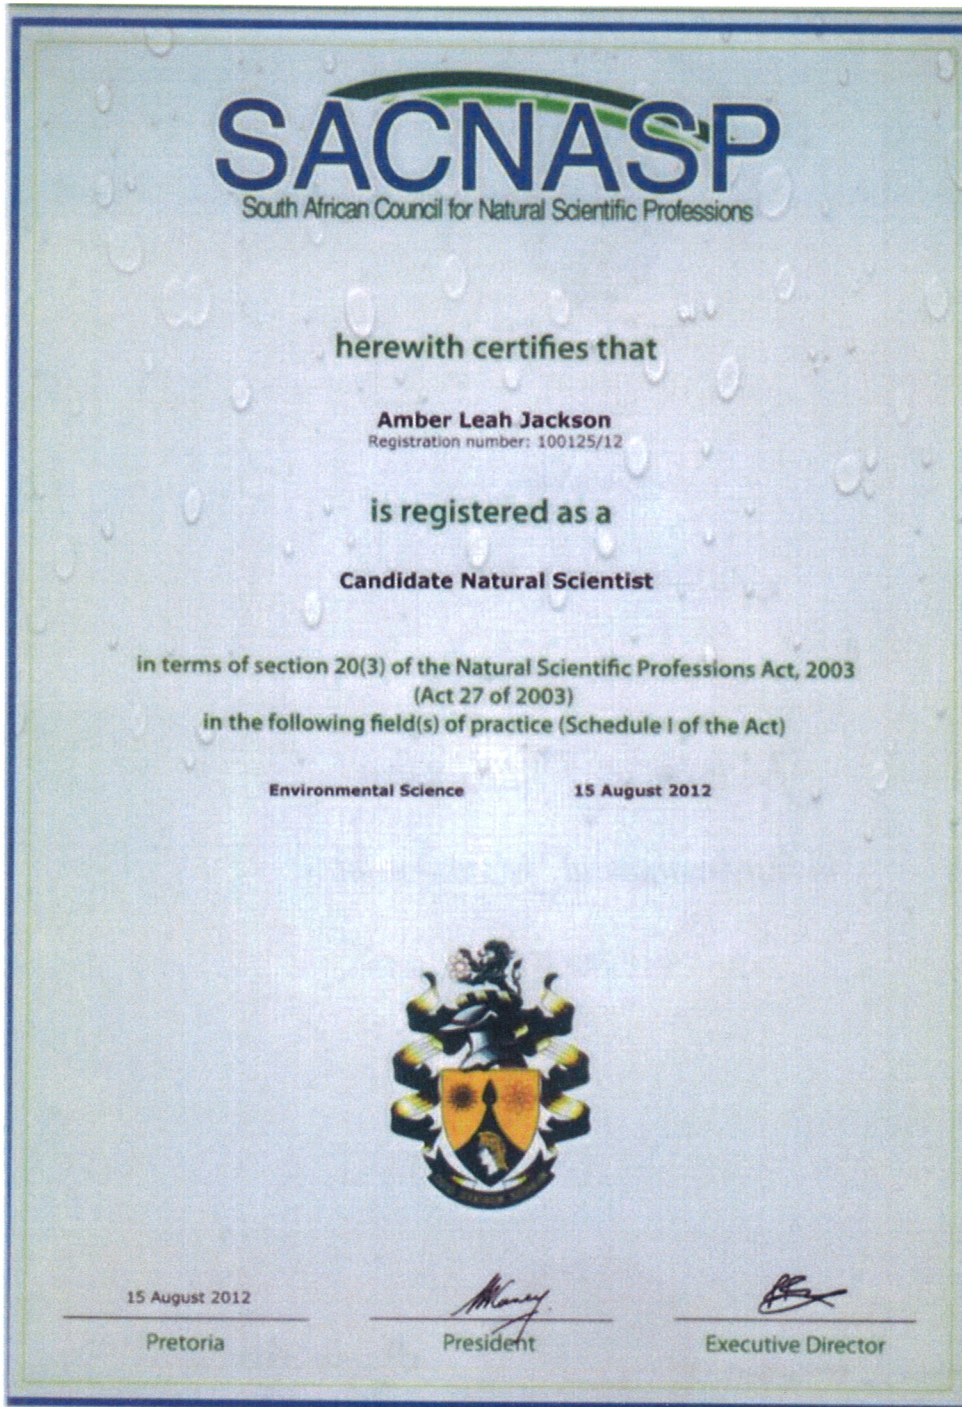 SACNASP
South African Council for Natural Scientific Professions
herewith certifies that
Amber Leah Jackson
Registration number: 100125/12
is registered as a
Candidate Natural Scientist
in terms of section 20(3) of the Natural Scientific Professions Act, 2003
(Act 27 of 2003)
in the following field(s) of practice (Schedule I of the Act)
Environmental Science 15 August 2012
15 August 2012
Pretoria President Executive Director